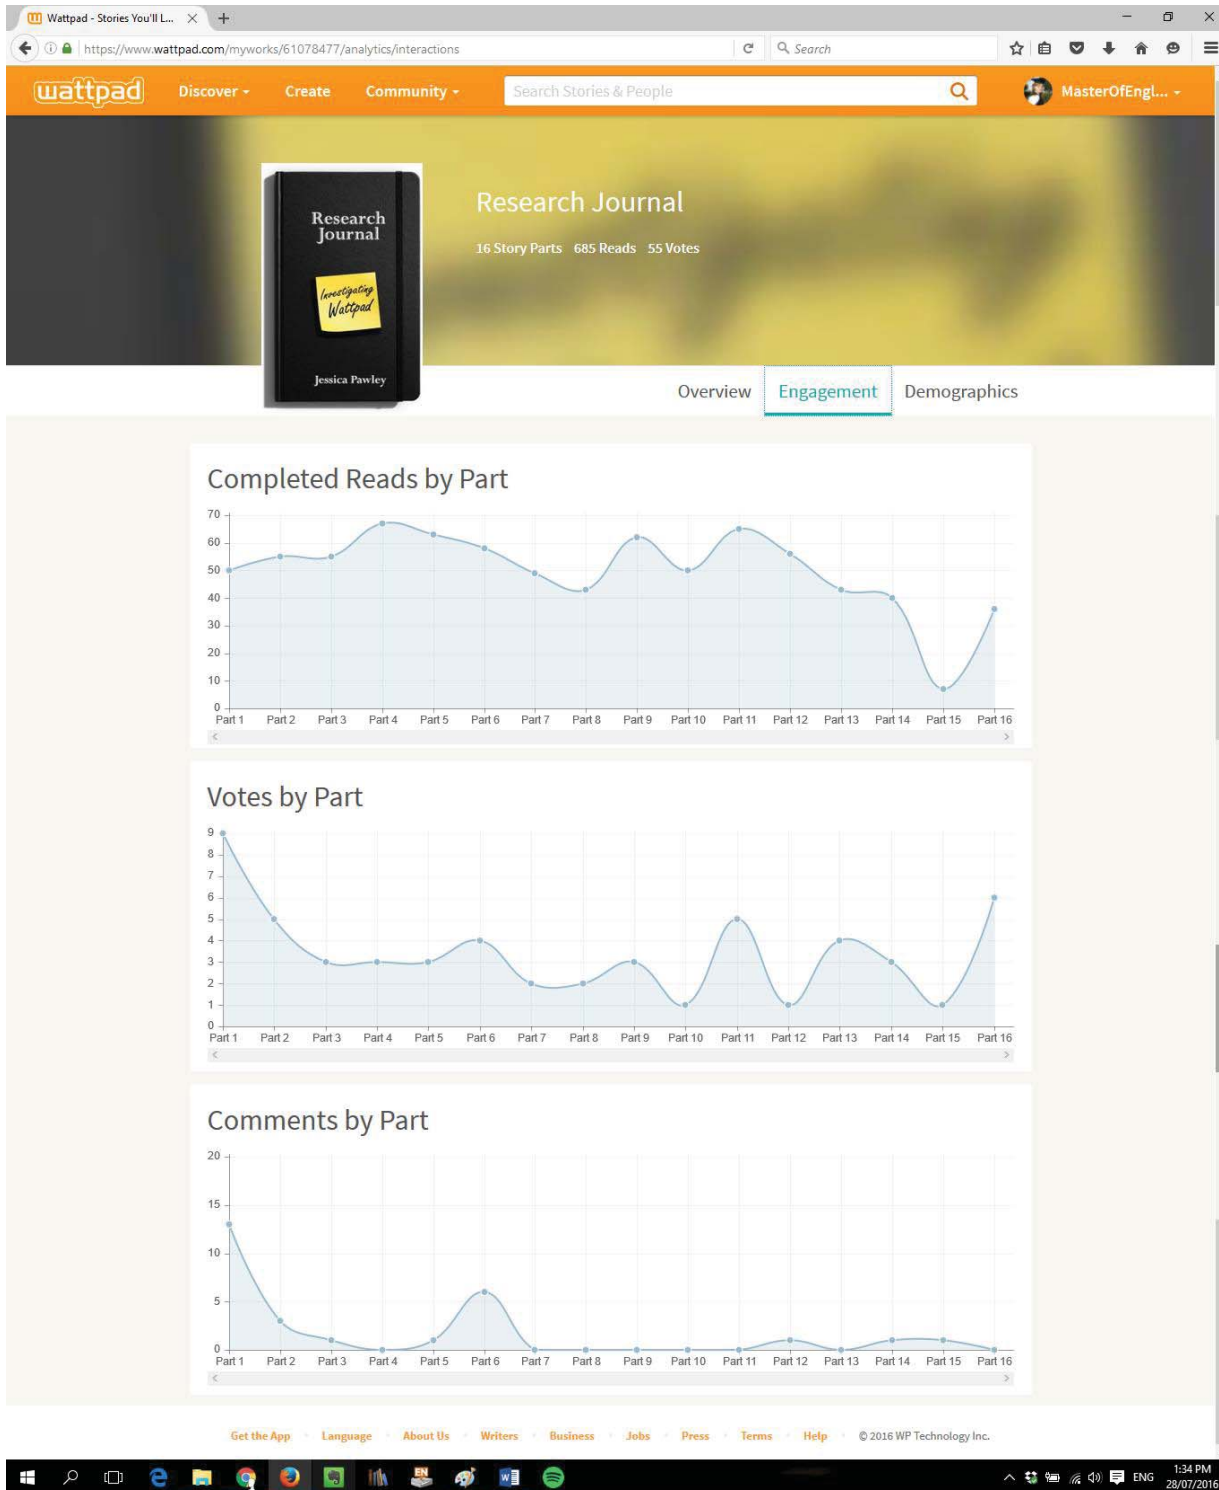 Wattpad - Stories You'll L...
https://www.wattpad.com/myworks/61078477/analytics/interactions
Search
wattpad Discover Create Community Search Stories & People MasterOfEngl...
Research Journal
Investigating Wattpad
Jessica Pawley
Research Journal
16 Story Parts 685 Reads 55 Votes
Overview Engagement Demographics
Completed Reads by Part
70
60
50
40
30
20
10
0
Part 1 Part 2 Part 3 Part 4 Part 5 Part 6 Part 7 Part 8 Part 9 Part 10 Part 11 Part 12 Part 13 Part 14 Part 15 Part 16
Votes by Part
9
8
7
6
5
4
3
2
1
0
Part 1 Part 2 Part 3 Part 4 Part 5 Part 6 Part 7 Part 8 Part 9 Part 10 Part 11 Part 12 Part 13 Part 14 Part 15 Part 16
Comments by Part
20
15
10
5
0
Part 1 Part 2 Part 3 Part 4 Part 5 Part 6 Part 7 Part 8 Part 9 Part 10 Part 11 Part 12 Part 13 Part 14 Part 15 Part 16
Get the App Language About Us Writers Business Jobs Press Terms Help © 2016 WP Technology Inc.
EN
ENG
1:34 PM
28/07/2016